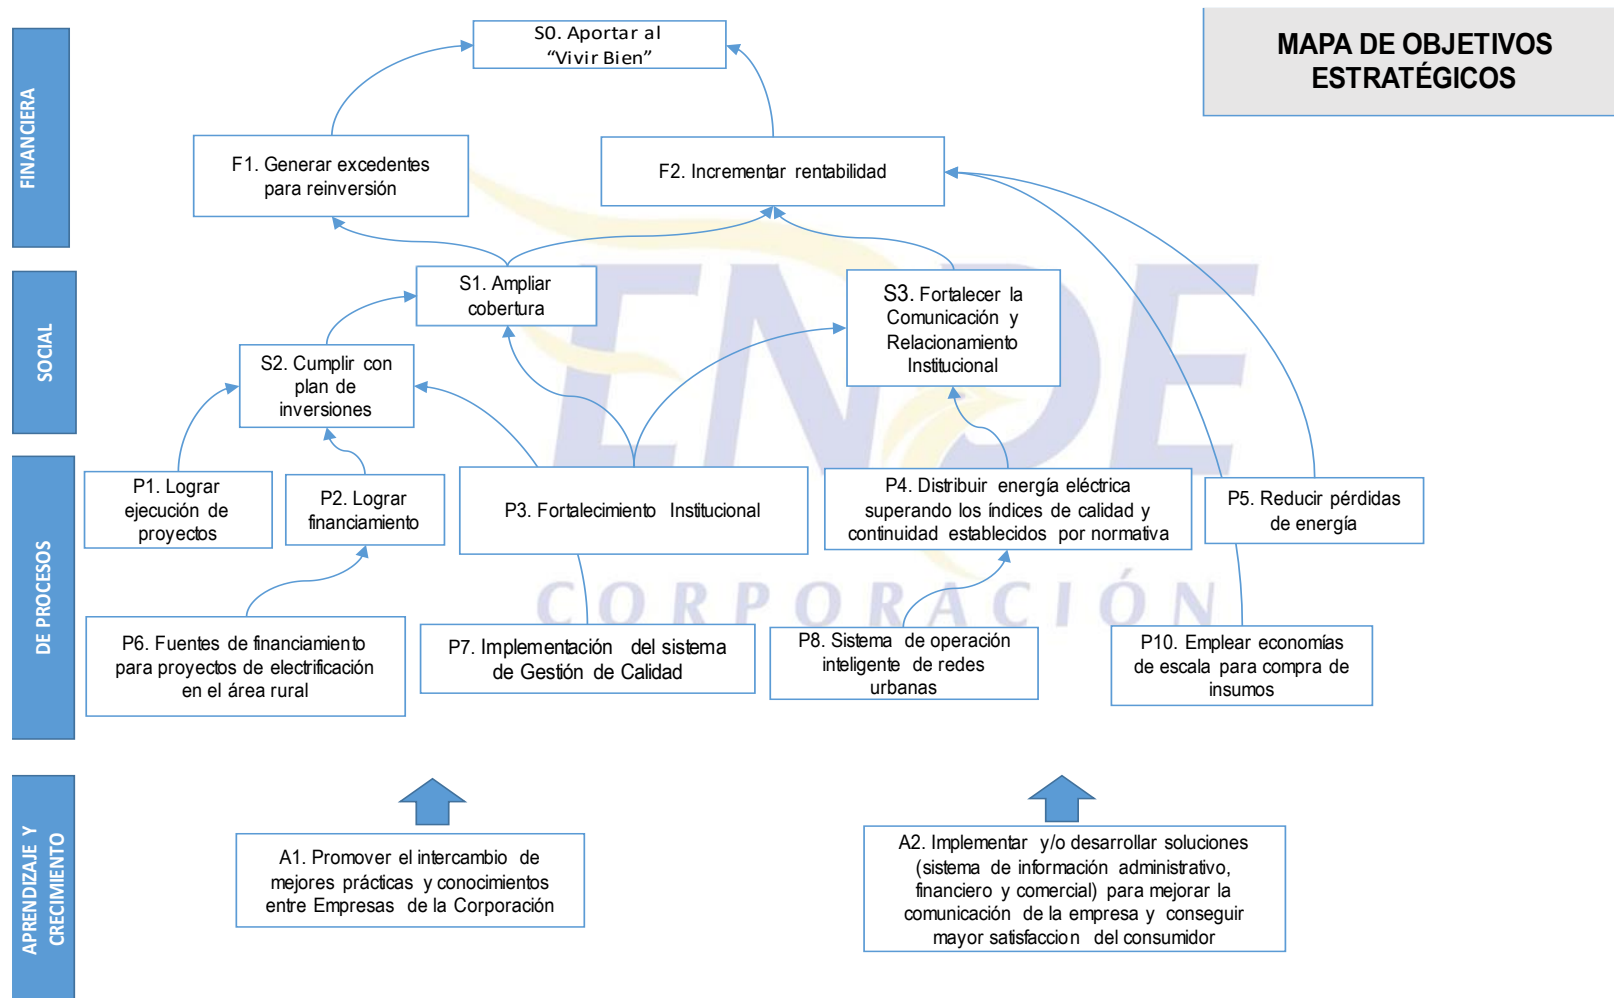 MAPA DE OBJETIVOS
ESTRATÉGICOS
FINANCIERA
S0. Aportar al
“Vivir Bien”
F1. Generar excedentes
para reinversión
F2. Incrementar rentabilidad
SOCIAL
S1. Ampliar
cobertura
S3. Fortalecer la
Comunicación y
Relacionamiento
Institucional
S2. Cumplir con
plan de
inversiones
ENDE
CORPORACIÓN
DE PROCESOS
P1. Lograr
ejecución de
proyectos
P2. Lograr
financiamiento
P3. Fortalecimiento Institucional
P4. Distribuir energía eléctrica
superando los índices de calidad y
continuidad establecidos por normativa
P5. Reducir pérdidas
de energía
P6. Fuentes de financiamiento
para proyectos de electrificación
en el área rural
P7. Implementación del sistema
de Gestión de Calidad
P8. Sistema de operación
inteligente de redes
urbanas
P10. Emplear economías
de escala para compra de
insumos
APRENDIZAJE Y
CRECIMIENTO
A1. Promover el intercambio de
mejores prácticas y conocimientos
entre Empresas de la Corporación
A2. Implementar y/o desarrollar soluciones
(sistema de información administrativo,
financiero y comercial) para mejorar la
comunicación de la empresa y conseguir
mayor satisfaccion del consumidor